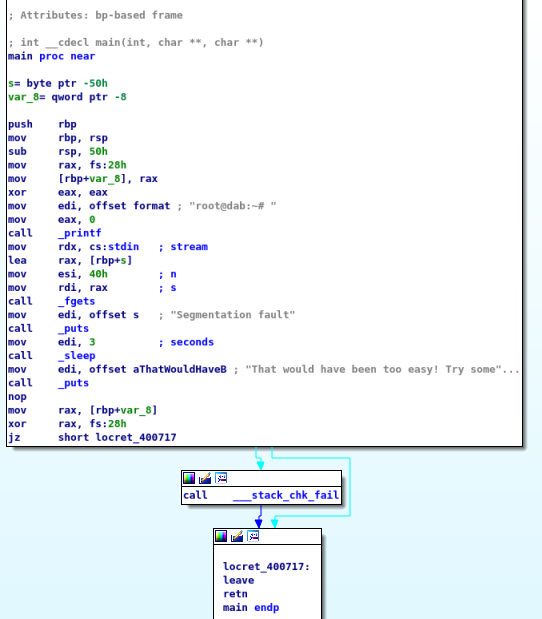 ; Attributes: bp-based frame
; int __cdecl main(int, char **, char **)
main proc near
s= byte ptr -50h
var_8= qword ptr -8
push    rbp
mov     rbp, rsp
sub     rsp, 50h
mov     rax, fs:28h
mov     [rbp+var_8], rax
xor     eax, eax
mov     edi, offset format ; "root@dab:~# "
mov     eax, 0
call    _printf
mov     rdx, cs:stdin   ; stream
lea     rax, [rbp+s]
mov     esi, 40h        ; n
mov     rdi, rax        ; s
call    _fgets
mov     edi, offset s   ; "Segmentation fault"
call    _puts
mov     edi, 3          ; seconds
call    _sleep
mov     edi, offset aThatWouldHaveB ; "That would have been too easy! Try some"...
call    _puts
nop
mov     rax, [rbp+var_8]
xor     rax, fs:28h
jz      short locret_400717
call    ___stack_chk_fail
locret_400717:
leave
retn
main endp